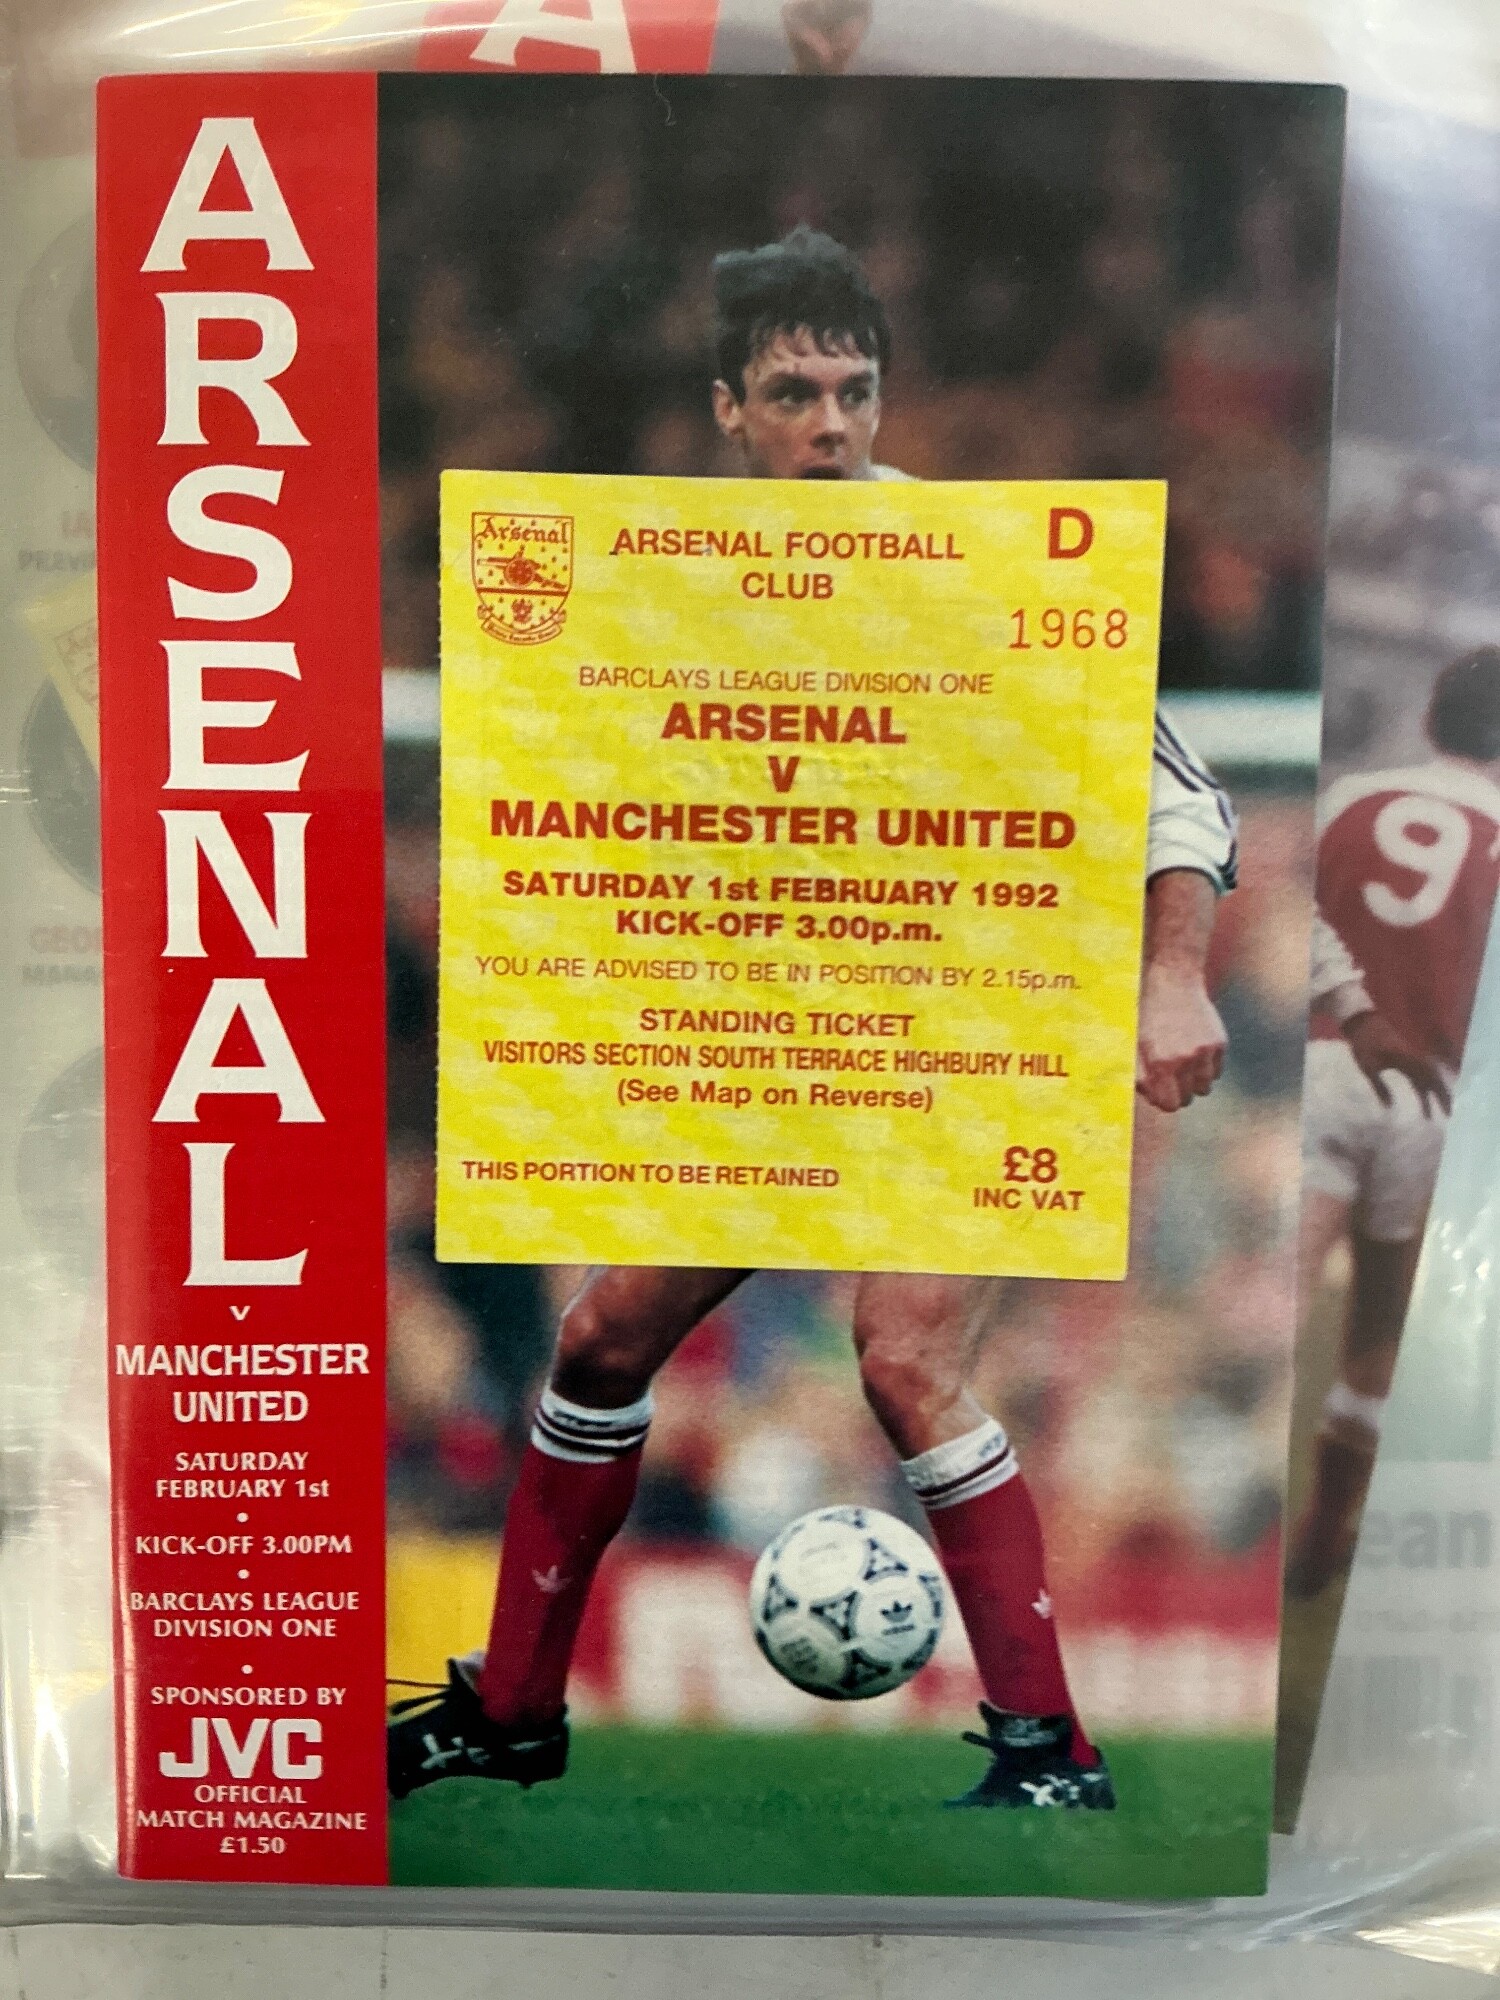 A
ARSENAL
v
MANCHESTER
UNITED
SATURDAY
FEBRUARY 1st
•
KICK-OFF 3.00PM
•
BARCLAYS LEAGUE
DIVISION ONE
•
SPONSORED BY
JVC
OFFICIAL
MATCH MAGAZINE
£1.50
Arsenal
ARSENAL FOOTBALL
CLUB
D
1968
BARCLAYS LEAGUE DIVISION ONE
ARSENAL
V
MANCHESTER UNITED
SATURDAY 1st FEBRUARY 1992
KICK-OFF 3.00p.m.
YOU ARE ADVISED TO BE IN POSITION BY 2.15p.m.
STANDING TICKET
VISITORS SECTION SOUTH TERRACE HIGHBURY HILL
(See Map on Reverse)
THIS PORTION TO BE RETAINED
£8
INC VAT
9
ean